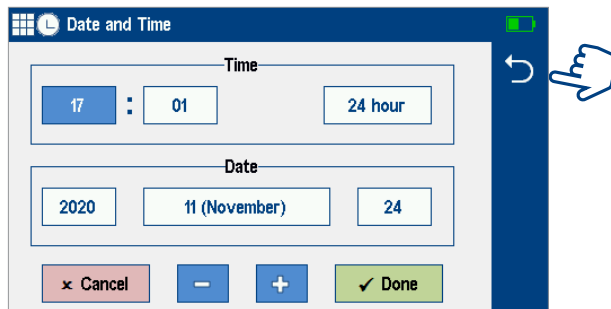 Date and Time
Time
17 : 01 24 hour
Date
2020 11 (November) 24
× Cancel − + ✓ Done